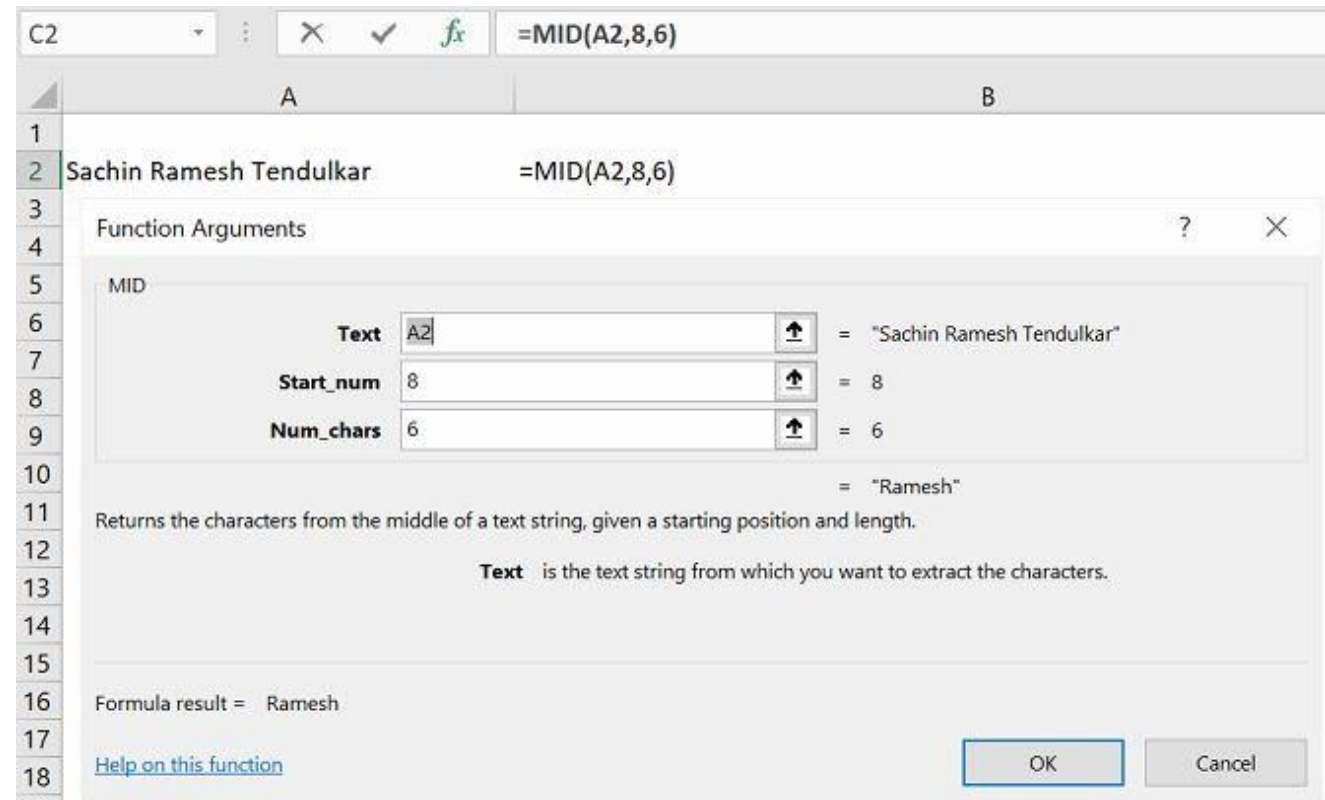 C2 fx =MID(A2,8,6)
A B
1
2 Sachin Ramesh Tendulkar =MID(A2,8,6)
3
Function Arguments ? X
4
5
MID
6
Text A2 = "Sachin Ramesh Tendulkar"
7
Start_num 8 = 8
8
9
Num_chars 6 = 6
10
= "Ramesh"
11
Returns the characters from the middle of a text string, given a starting position and length.
12
Text is the text string from which you want to extract the characters.
13
14
15
16
Formula result = Ramesh
17
Help on this function OK Cancel
18